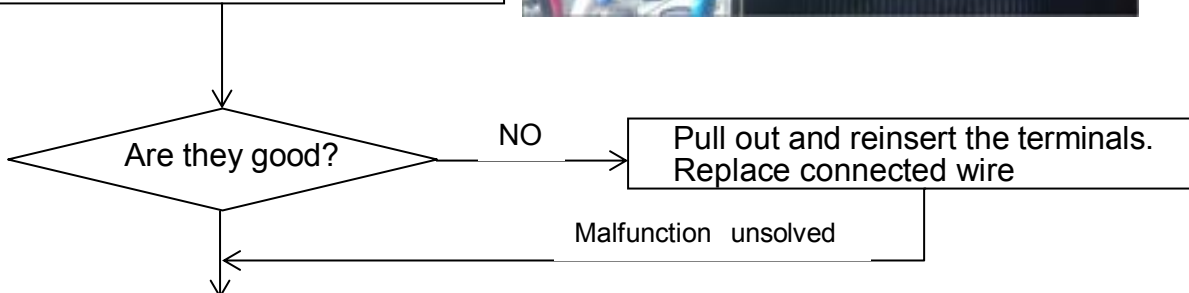 Are they good?
NO
Pull out and reinsert the terminals.
Replace connected wire
Malfunction unsolved